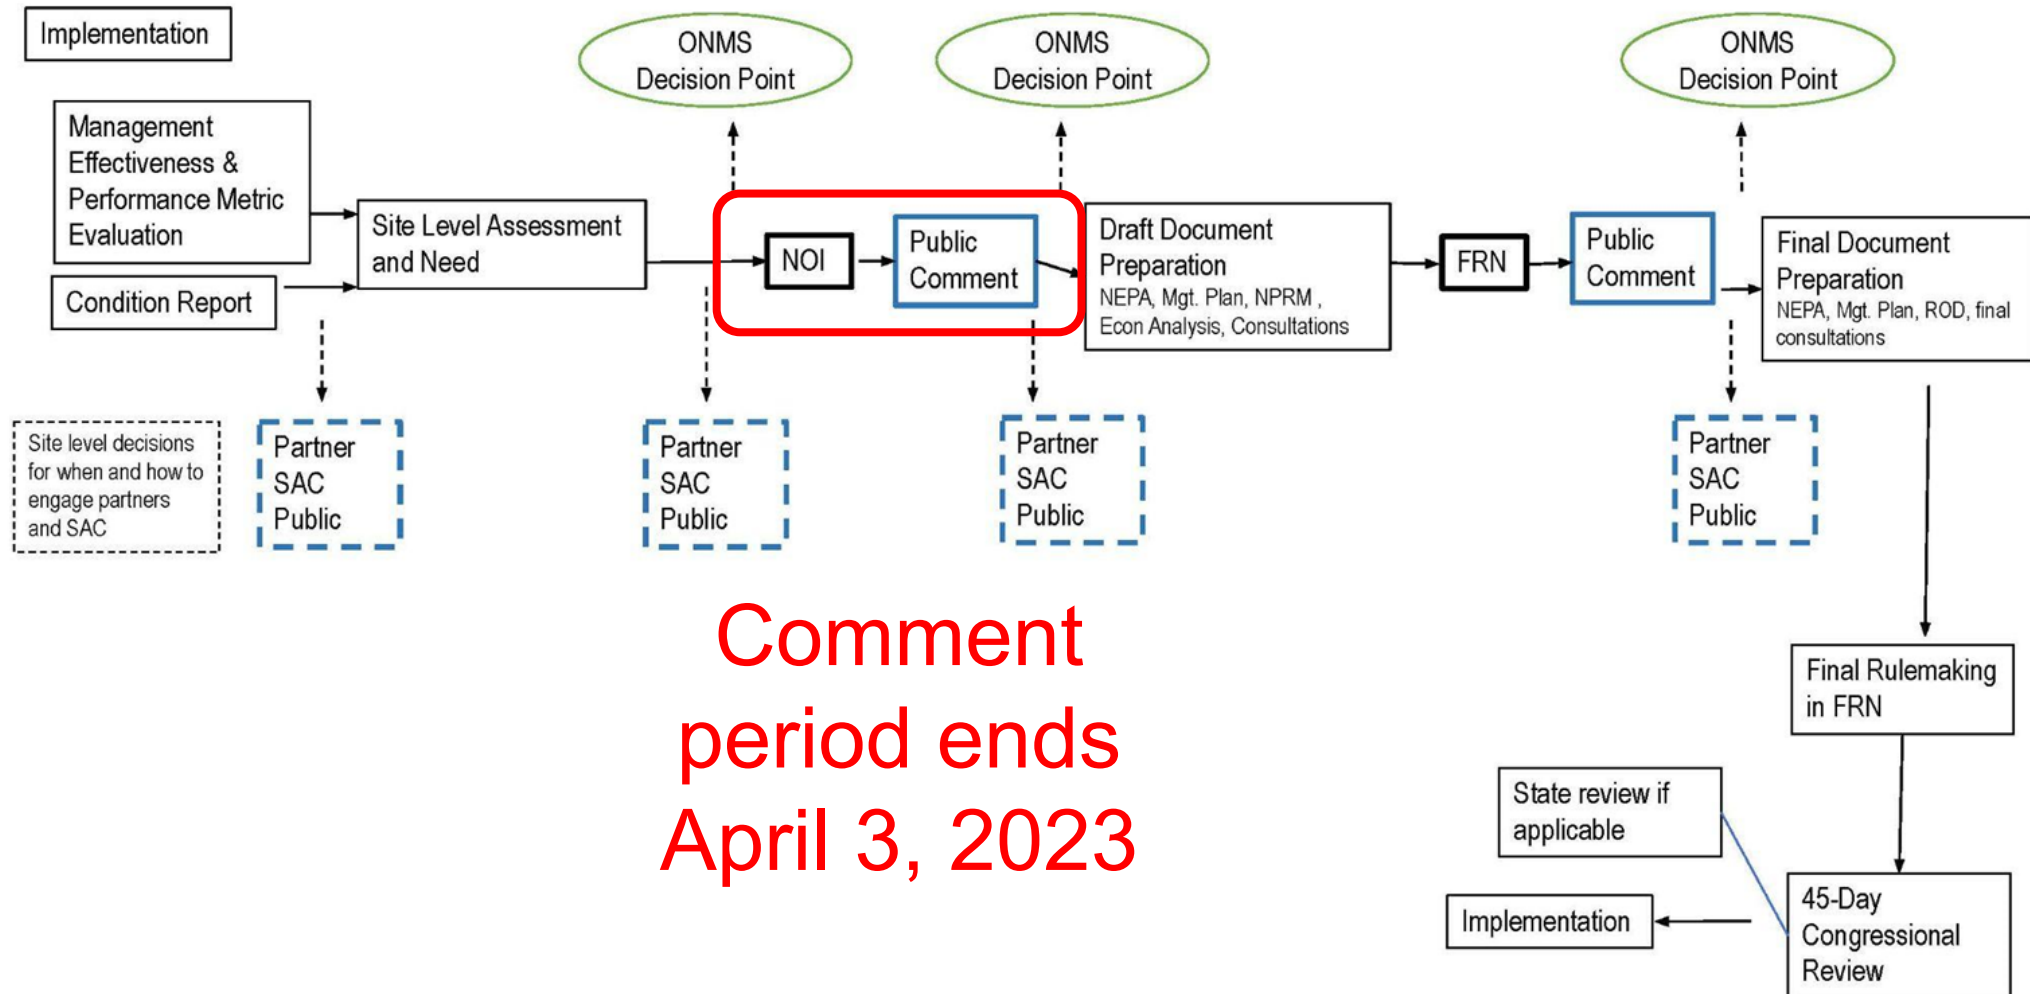 Implementation
ONMS
Decision Point
ONMS
Decision Point
ONMS
Decision Point
Management
Effectiveness &
Performance Metric
Evaluation
Condition Report
Site Level Assessment
and Need
NOI
Public
Comment
Draft Document
Preparation
NEPA, Mgt. Plan, NPRM ,
Econ Analysis, Consultations
FRN
Public
Comment
Final Document
Preparation
NEPA, Mgt. Plan, ROD, final
consultations
Site level decisions
for when and how to
engage partners
and SAC
Partner
SAC
Public
Partner
SAC
Public
Partner
SAC
Public
Partner
SAC
Public
Comment
period ends
April 3, 2023
Final Rulemaking
in FRN
State review if
applicable
45-Day
Congressional
Review
Implementation